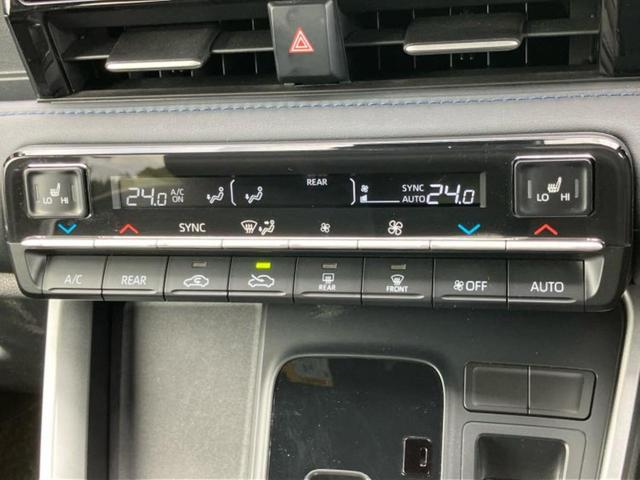 REAR
24.0 A/C ON SYNC AUTO 24.0
LO HI LO HI
SYNC
A/C REAR REAR FRONT OFF AUTO